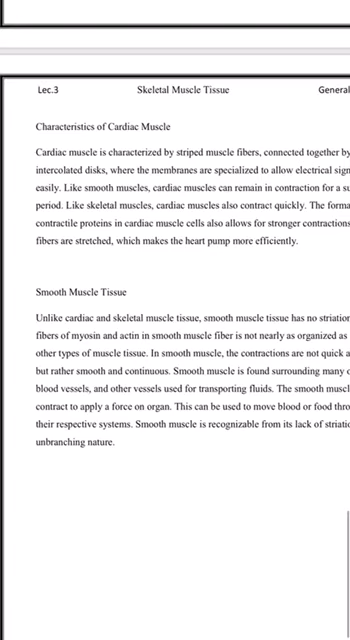 Lec.3 Skeletal Muscle Tissue General
Characteristics of Cardiac Muscle
Cardiac muscle is characterized by striped muscle fibers, connected together by
intercolated disks, where the membranes are specialized to allow electrical sign
easily. Like smooth muscles, cardiac muscles can remain in contraction for a su
period. Like skeletal muscles, cardiac muscles also contract quickly. The forma
contractile proteins in cardiac muscle cells also allows for stronger contractions
fibers are stretched, which makes the heart pump more efficiently.
Smooth Muscle Tissue
Unlike cardiac and skeletal muscle tissue, smooth muscle tissue has no striation
fibers of myosin and actin in smooth muscle fiber is not nearly as organized as
other types of muscle tissue. In smooth muscle, the contractions are not quick a
but rather smooth and continuous. Smooth muscle is found surrounding many o
blood vessels, and other vessels used for transporting fluids. The smooth muscl
contract to apply a force on organ. This can be used to move blood or food thro
their respective systems. Smooth muscle is recognizable from its lack of striatio
unbranching nature.